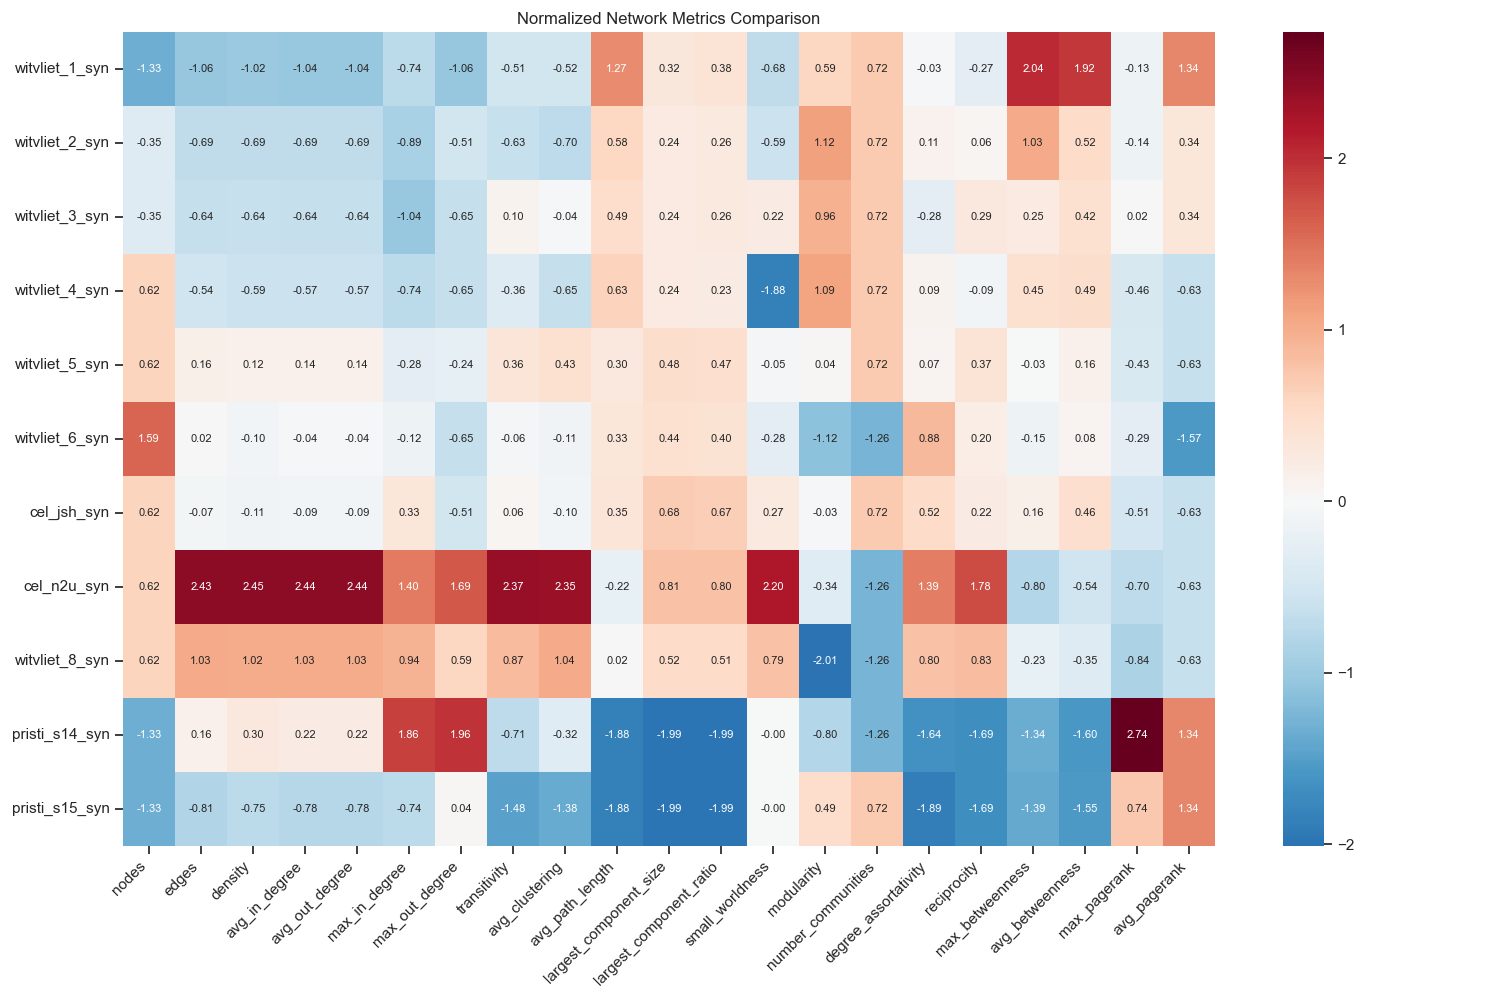 Normalized Network Metrics Comparison
witvliet_1_syn -1.33 -1.06 -1.02 -1.04 -1.04 -0.74 -1.06 -0.51 -0.52 1.27 0.32 0.38 -0.68 0.59 0.72 -0.03 -0.27 2.04 1.92 -0.13 1.34
witvliet_2_syn -0.35 -0.69 -0.69 -0.69 -0.69 -0.89 -0.51 -0.63 -0.70 0.58 0.24 0.26 -0.59 1.12 0.72 0.11 0.06 1.03 0.52 -0.14 0.34
witvliet_3_syn -0.35 -0.64 -0.64 -0.64 -0.64 -1.04 -0.65 0.10 -0.04 0.49 0.24 0.26 0.22 0.96 0.72 -0.28 0.29 0.25 0.42 0.02 0.34
witvliet_4_syn 0.62 -0.54 -0.59 -0.57 -0.57 -0.74 -0.65 -0.36 -0.65 0.63 0.24 0.23 -1.88 1.09 0.72 0.09 -0.09 0.45 0.49 -0.46 -0.63
witvliet_5_syn 0.62 0.16 0.12 0.14 0.14 -0.28 -0.24 0.36 0.43 0.30 0.48 0.47 -0.05 0.04 0.72 0.07 0.37 -0.03 0.16 -0.43 -0.63
witvliet_6_syn 1.59 0.02 -0.10 -0.04 -0.04 -0.12 -0.65 -0.06 -0.11 0.33 0.44 0.40 -0.28 -1.12 -1.26 0.88 0.20 -0.15 0.08 -0.29 -1.57
cel_jsh_syn 0.62 -0.07 -0.11 -0.09 -0.09 0.33 -0.51 0.06 -0.10 0.35 0.68 0.67 0.27 -0.03 0.72 0.52 0.22 0.16 0.46 -0.51 -0.63
cel_n2u_syn 0.62 2.43 2.45 2.44 2.44 1.40 1.69 2.37 2.35 -0.22 0.81 0.80 2.20 -0.34 -1.26 1.39 1.78 -0.80 -0.54 -0.70 -0.63
witvliet_8_syn 0.62 1.03 1.02 1.03 1.03 0.94 0.59 0.87 1.04 0.02 0.52 0.51 0.79 -2.01 -1.26 0.80 0.83 -0.23 -0.35 -0.84 -0.63
pristi_s14_syn -1.33 0.16 0.30 0.22 0.22 1.86 1.96 -0.71 -0.32 -1.88 -1.99 -1.99 -0.00 -0.80 -1.26 -1.64 -1.69 -1.34 -1.60 2.74 1.34
pristi_s15_syn -1.33 -0.81 -0.75 -0.78 -0.78 -0.74 0.04 -1.48 -1.38 -1.88 -1.99 -1.99 -0.00 0.49 0.72 -1.89 -1.69 -1.39 -1.55 0.74 1.34
nodes
edges
density
avg_in_degree
avg_out_degree
max_in_degree
max_out_degree
transitivity
avg_clustering
avg_path_length
largest_component_size
largest_component_ratio
small_worldness
modularity
number_communities
degree_assortativity
reciprocity
max_betweenness
avg_betweenness
max_pagerank
avg_pagerank
2
1
0
−1
−2